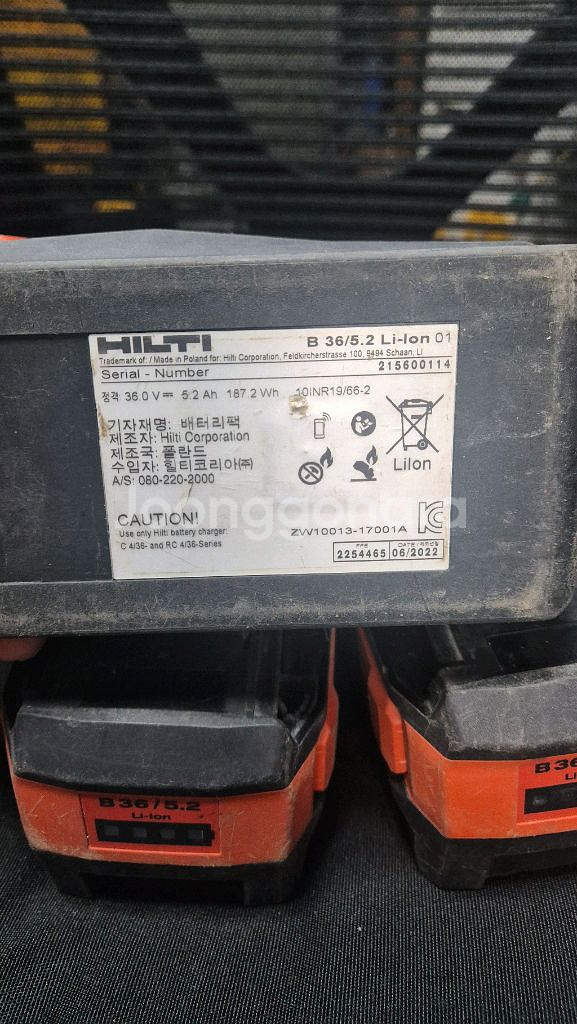 HILTI
B 36/5.2 Li-Ion 01
Trademark of: / Made in Poland for: Hilti Corporation, Feldkircherstrasse 100, 9494 Schaan, LI
Serial - Number 215600114
정격: 36.0 V⎓ 5.2 Ah 187.2 Wh 10INR19/66-2
기자재명: 배터리팩
제조자: Hilti Corporation
제조국: 폴란드
수입자: 힐티코리아㈜
A/S: 080-220-2000
LiIon
joonggonara
CAUTION!
Use only Hilti battery charger:
C 4/36- and RC 4/36-Series
ZW10013-17001A
2254465 06/2022
B 36/5.2
Li-Ion
B 36
Li